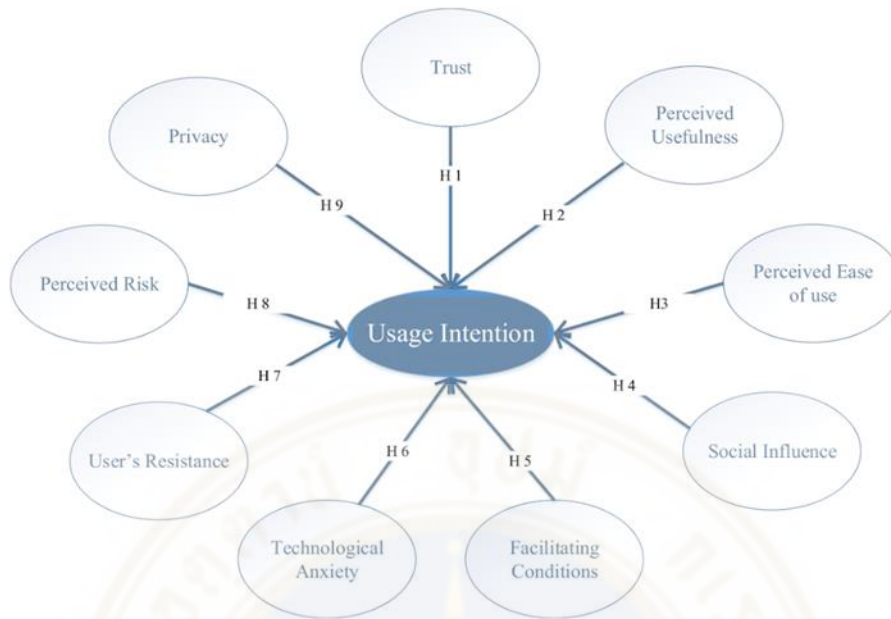 Trust
Perceived
Usefulness
Privacy
H 1
H 2
H 9
Perceived Risk
Perceived Ease
of use
H 8
H3
Usage Intention
H 7
H 4
User's Resistance
Social Influence
H 6
H 5
Technological
Anxiety
Facilitating
Conditions